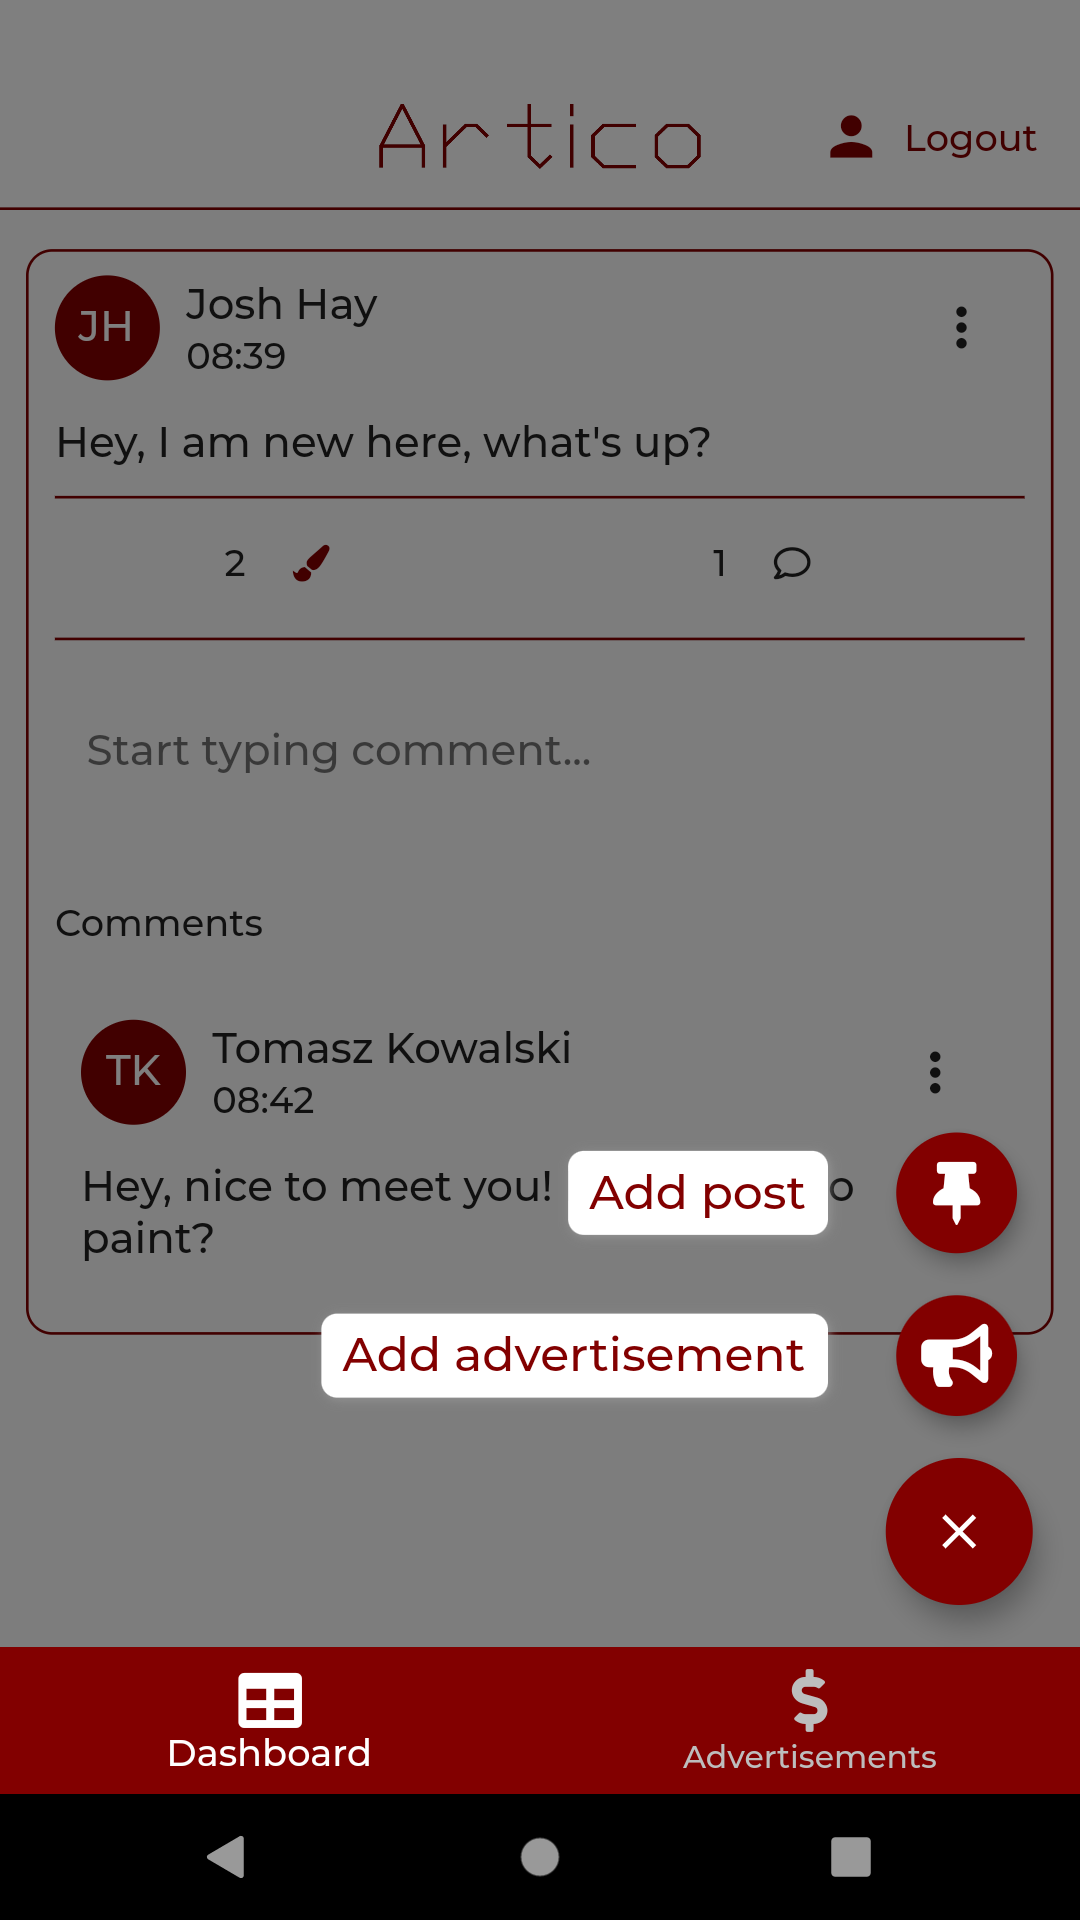 Artico
Logout
JH
Josh Hay
08:39
Hey, I am new here, what's up?
2
1
Start typing comment...
Comments
TK
Tomasz Kowalski
08:42
Hey, nice to meet you!
paint?
Add post
Add advertisement
Dashboard
Advertisements